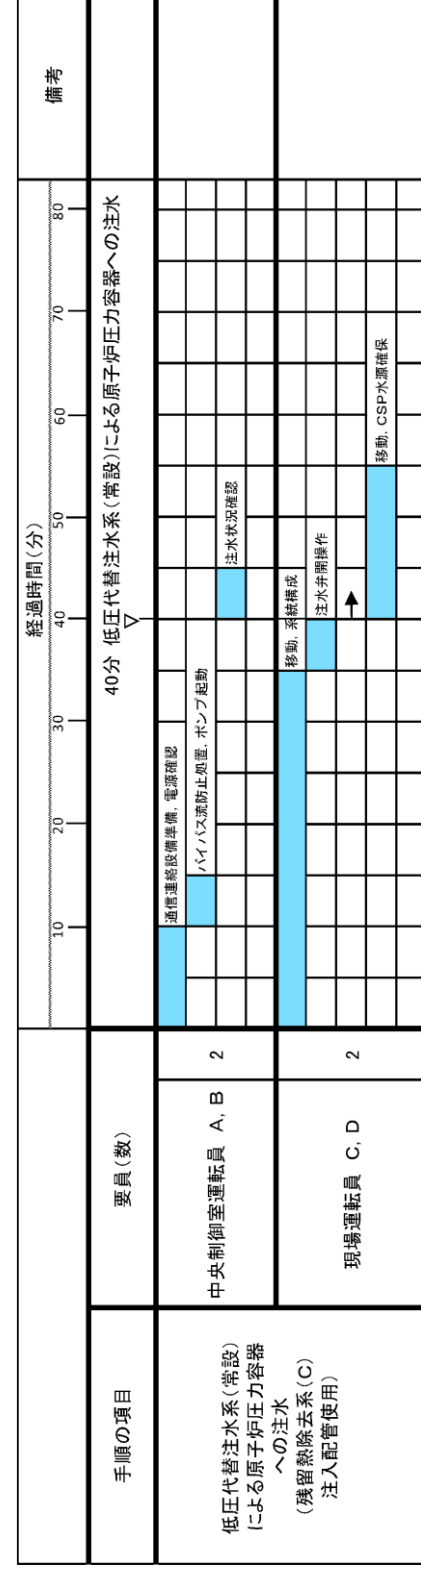 経過時間(分)
備考
10 20 30 40 50 60 70 80
手順の項目
要員(数)
40分 低圧代替注水系(常設)による原子炉圧力容器への注水
低圧代替注水系(常設)
による原子炉圧力容器
への注水
(残留熱除去系(C)
注入配管使用)
中央制御室運転員 A, B
2
通信連絡設備準備, 電源確認
バイパス流防止処置, ポンプ起動
注水状況確認
現場運転員 C, D
2
移動, 系統構成
注水弁開操作
移動, CSP水源確保